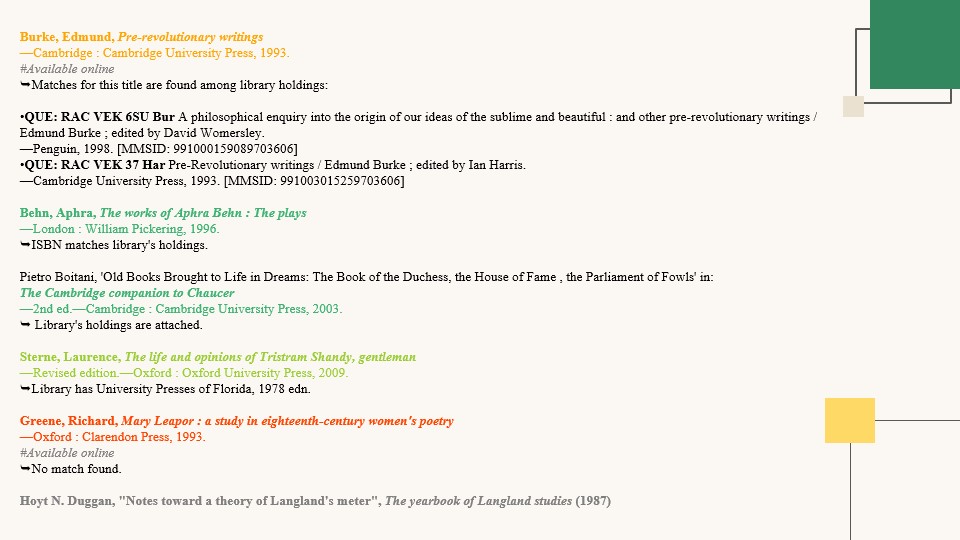 Burke, Edmund, Pre-revolutionary writings
—Cambridge : Cambridge University Press, 1993.
#Available online
➥Matches for this title are found among library holdings:
•QUE: RAC VEK 6SU Bur A philosophical enquiry into the origin of our ideas of the sublime and beautiful : and other pre-revolutionary writings /
Edmund Burke ; edited by David Womersley.
—Penguin, 1998. [MMSID: 991000159089703606]
•QUE: RAC VEK 37 Har Pre-Revolutionary writings / Edmund Burke ; edited by Ian Harris.
—Cambridge University Press, 1993. [MMSID: 991003015259703606]
Behn, Aphra, The works of Aphra Behn : The plays
—London : William Pickering, 1996.
➥ISBN matches library's holdings.
Pietro Boitani, 'Old Books Brought to Life in Dreams: The Book of the Duchess, the House of Fame , the Parliament of Fowls' in:
The Cambridge companion to Chaucer
—2nd ed.—Cambridge : Cambridge University Press, 2003.
➥ Library's holdings are attached.
Sterne, Laurence, The life and opinions of Tristram Shandy, gentleman
—Revised edition.—Oxford : Oxford University Press, 2009.
➥Library has University Presses of Florida, 1978 edn.
Greene, Richard, Mary Leapor : a study in eighteenth-century women's poetry
—Oxford : Clarendon Press, 1993.
#Available online
➥No match found.
Hoyt N. Duggan, "Notes toward a theory of Langland's meter", The yearbook of Langland studies (1987)